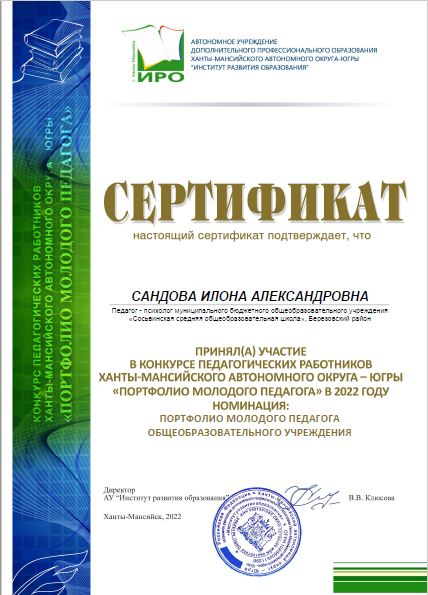 г. Ханты-Мансийск
ИРО
АВТОНОМНОЕ УЧРЕЖДЕНИЕ
ДОПОЛНИТЕЛЬНОГО ПРОФЕССИОНАЛЬНОГО ОБРАЗОВАНИЯ
ХАНТЫ-МАНСИЙСКОГО АВТОНОМНОГО ОКРУГА-ЮГРЫ
"ИНСТИТУТ РАЗВИТИЯ ОБРАЗОВАНИЯ"
КОНКУРС ПЕДАГОГИЧЕСКИХ РАБОТНИКОВ
ХАНТЫ-МАНСИЙСКОГО АВТОНОМНОГО ОКРУГА ЮГРЫ
«ПОРТФОЛИО МОЛОДОГО ПЕДАГОГА»
СЕРТИФИКАТ
настоящий сертификат подтверждает, что
САНДОВА ИЛОНА АЛЕКСАНДРОВНА
Педагог - психолог муниципального бюджетного общеобразовательного учреждения
«Сосьвинская средняя общеобразовательная школа», Березовский район
ПРИНЯЛ(А) УЧАСТИЕ
В КОНКУРСЕ ПЕДАГОГИЧЕСКИХ РАБОТНИКОВ
ХАНТЫ-МАНСИЙСКОГО АВТОНОМНОГО ОКРУГА – ЮГРЫ
«ПОРТФОЛИО МОЛОДОГО ПЕДАГОГА» В 2022 ГОДУ
НОМИНАЦИЯ:
ПОРТФОЛИО МОЛОДОГО ПЕДАГОГА
ОБЩЕОБРАЗОВАТЕЛЬНОГО УЧРЕЖДЕНИЯ
Директор
АУ “Институт развития образования”
В.В. Клюсова
Ханты-Мансийск, 2022